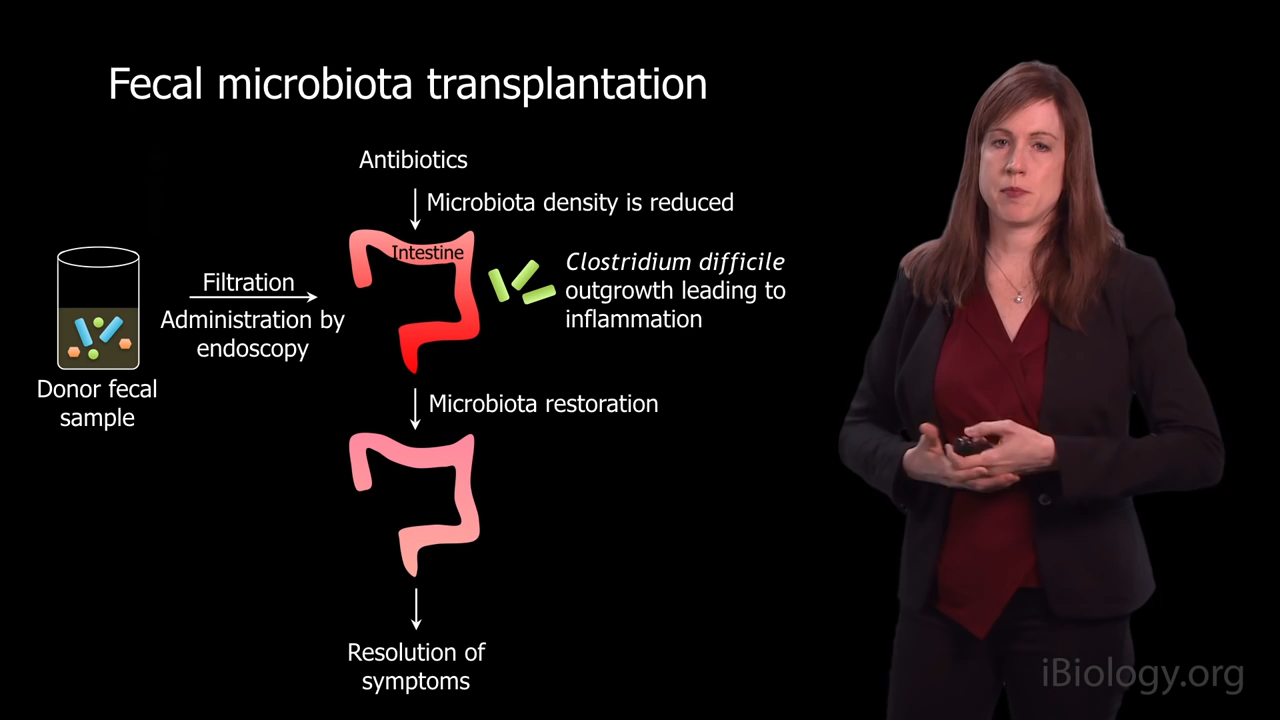 Fecal microbiota transplantation
Antibiotics
Microbiota density is reduced
Intestine
Clostridium difficile
outgrowth leading to
inflammation
Filtration
Administration by
endoscopy
Donor fecal
sample
Microbiota restoration
Resolution of
symptoms
iBiology.org